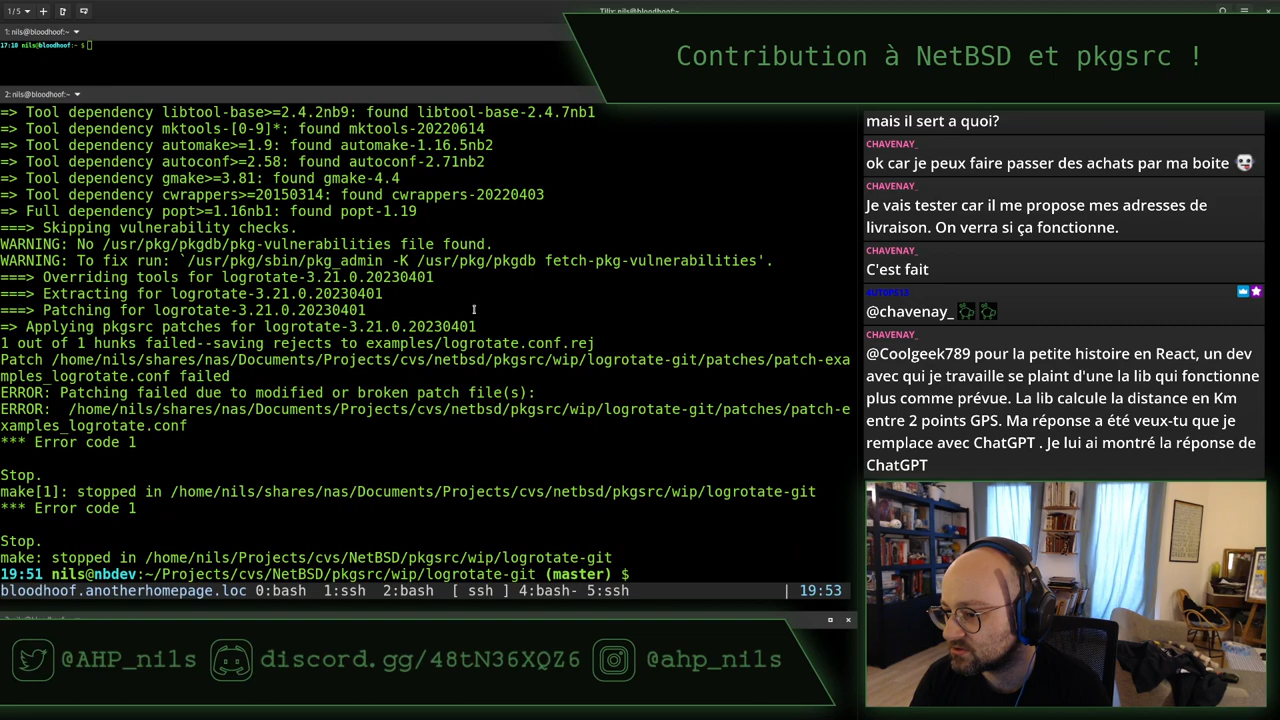 1/5
Tilix: nils@bloodhoof:~
1: nils@bloodhoof:~
17:10 nils@bloodhoof:~ $
Contribution à NetBSD et pkgsrc !
2: nils@bloodhoof:~
=> Tool dependency libtool-base>=2.4.2nb9: found libtool-base-2.4.7nb1
=> Tool dependency mktools-[0-9]*: found mktools-20220614
=> Tool dependency automake>=1.9: found automake-1.16.5nb2
=> Tool dependency autoconf>=2.58: found autoconf-2.71nb2
=> Tool dependency gmake>=3.81: found gmake-4.4
=> Tool dependency cwrappers>=20150314: found cwrappers-20220403
=> Full dependency popt>=1.16nb1: found popt-1.19
===> Skipping vulnerability checks.
WARNING: No /usr/pkg/pkgdb/pkg-vulnerabilities file found.
WARNING: To fix run: `/usr/pkg/sbin/pkg_admin -K /usr/pkg/pkgdb fetch-pkg-vulnerabilities'.
===> Overriding tools for logrotate-3.21.0.20230401
===> Extracting for logrotate-3.21.0.20230401
===> Patching for logrotate-3.21.0.20230401
=> Applying pkgsrc patches for logrotate-3.21.0.20230401
1 out of 1 hunks failed--saving rejects to examples/logrotate.conf.rej
Patch /home/nils/shares/nas/Documents/Projects/cvs/netbsd/pkgsrc/wip/logrotate-git/patches/patch-exa
mples_logrotate.conf failed
ERROR: Patching failed due to modified or broken patch file(s):
ERROR:  /home/nils/shares/nas/Documents/Projects/cvs/netbsd/pkgsrc/wip/logrotate-git/patches/patch-e
xamples_logrotate.conf
*** Error code 1
Stop.
make[1]: stopped in /home/nils/shares/nas/Documents/Projects/cvs/netbsd/pkgsrc/wip/logrotate-git
*** Error code 1
Stop.
make: stopped in /home/nils/Projects/cvs/NetBSD/pkgsrc/wip/logrotate-git
19:51 nils@nbdev:~/Projects/cvs/NetBSD/pkgsrc/wip/logrotate-git (master) $
bloodhoof.anotherhomepage.loc 0:bash  1:ssh  2:bash  [ ssh ] 4:bash- 5:ssh | 19:53
mais il sert a quoi?
CHAVENAY_
ok car je peux faire passer des achats par ma boite
CHAVENAY_
Je vais tester car il me propose mes adresses de
livraison. On verra si ça fonctionne.
CHAVENAY_
C'est fait
4UT0PS13
@chavenay_
CHAVENAY_
@Coolgeek789 pour la petite histoire en React, un dev
avec qui je travaille se plaint d'une la lib qui fonctionne
plus comme prévue. La lib calcule la distance en Km
entre 2 points GPS. Ma réponse a été veux-tu que je
remplace avec ChatGPT . Je lui ai montré la réponse de
ChatGPT
@AHP_nils
discord.gg/48tN36XQZ6
@ahp_nils